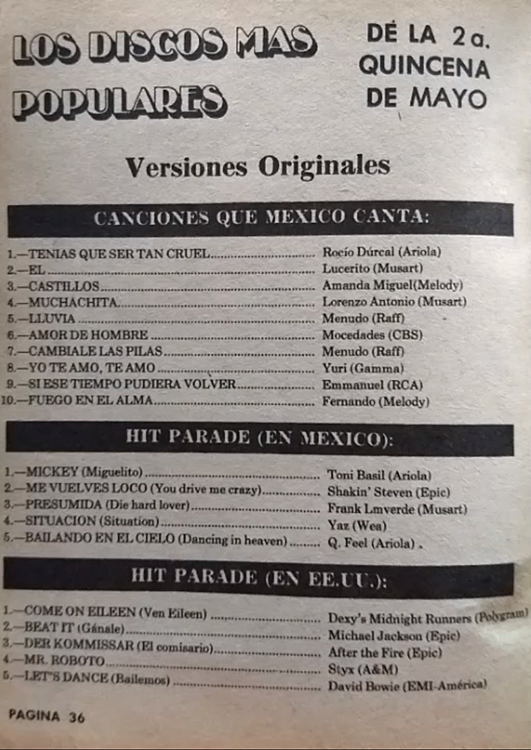 LOS DISCOS MAS
POPULARES
DE LA 2a.
QUINCENA
DE MAYO
Versiones Originales
CANCIONES QUE MEXICO CANTA:
1.—TENIAS QUE SER TAN CRUEL.............................. Rocío Dúrcal (Ariola)
2.—EL.............................. Lucerito (Musart)
3.—CASTILLOS.............................. Amanda Miguel(Melody)
4.—MUCHACHITA.............................. Lorenzo Antonio (Musart)
5.—LLUVIA.............................. Menudo (Raff)
6.—AMOR DE HOMBRE.............................. Mocedades (CBS)
7.—CAMBIALE LAS PILAS.............................. Menudo (Raff)
8.—YO TE AMO, TE AMO.............................. Yuri (Gamma)
9.—SI ESE TIEMPO PUDIERA VOLVER.............................. Emmanuel (RCA)
10.—FUEGO EN EL ALMA.............................. Fernando (Melody)
HIT PARADE (EN MEXICO):
1.—MICKEY (Miguelito).............................. Toni Basil (Ariola)
2.—ME VUELVES LOCO (You drive me crazy).............................. Shakin' Steven (Epic)
3.—PRESUMIDA (Die hard lover).............................. Frank Lmverde (Musart)
4.—SITUACION (Situation).............................. Yaz (Wea)
5.—BAILANDO EN EL CIELO (Dancing in heaven)......... Q. Feel (Ariola) .
HIT PARADE (EN EE.UU.):
1.—COME ON EILEEN (Ven Eileen) .............................. Dexy's Midnight Runners (Polygram)
2.—BEAT IT (Gánale).............................. Michael Jackson (Epic)
3.—DER KOMMISSAR (El comisario).............................. After the Fire (Epic)
4.—MR. ROBOTO.............................. Styx (A&M)
5.—LET'S DANCE (Bailemos) .............................. David Bowie (EMI-América)
PAGINA 36